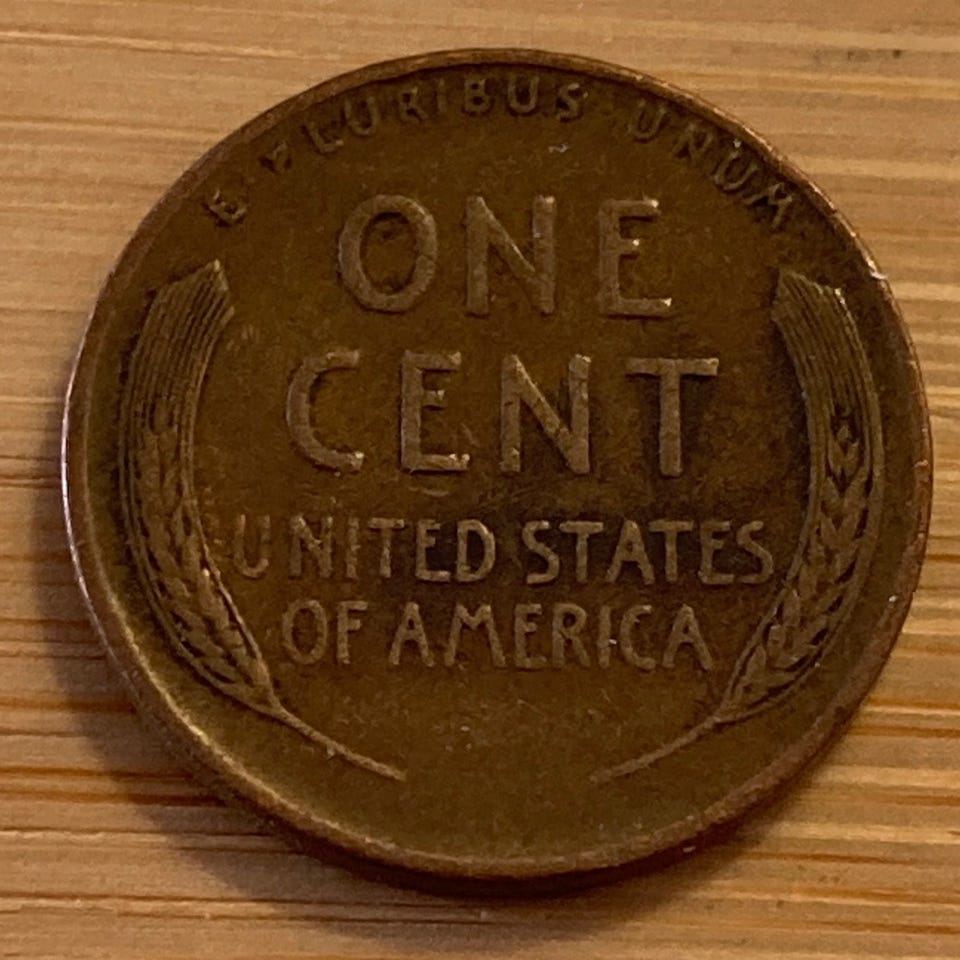 E · PLURIBUS · UNUM
ONE
CENT
UNITED STATES
OF AMERICA